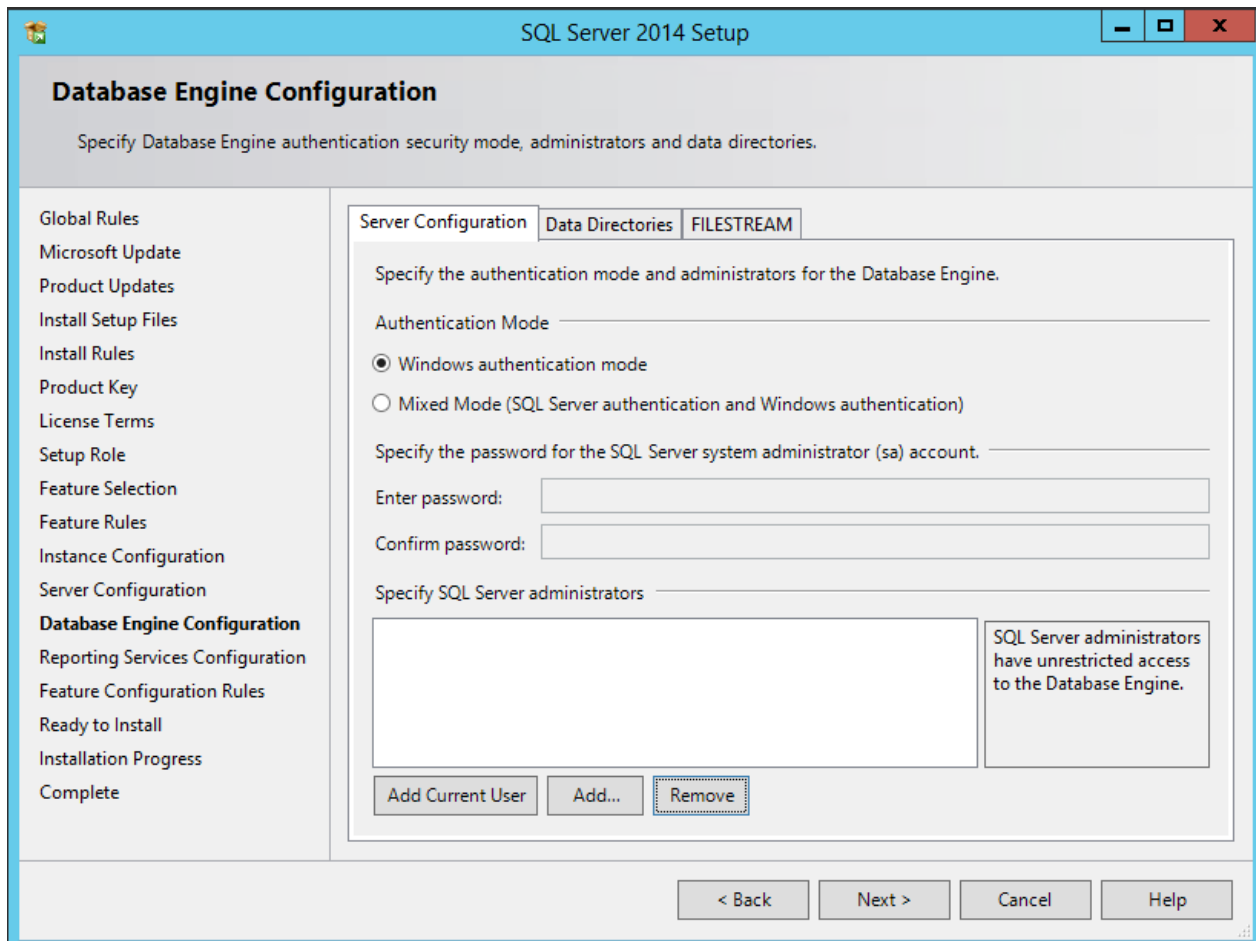 SQL Server 2014 Setup
Database Engine Configuration
Specify Database Engine authentication security mode, administrators and data directories.
Global Rules
Microsoft Update
Product Updates
Install Setup Files
Install Rules
Product Key
License Terms
Setup Role
Feature Selection
Feature Rules
Instance Configuration
Server Configuration
Database Engine Configuration
Reporting Services Configuration
Feature Configuration Rules
Ready to Install
Installation Progress
Complete
Server Configuration
Data Directories
FILESTREAM
Specify the authentication mode and administrators for the Database Engine.
Authentication Mode
Windows authentication mode
Mixed Mode (SQL Server authentication and Windows authentication)
Specify the password for the SQL Server system administrator (sa) account.
Enter password:
Confirm password:
Specify SQL Server administrators
SQL Server administrators
have unrestricted access
to the Database Engine.
Add Current User
Add...
Remove
< Back
Next >
Cancel
Help